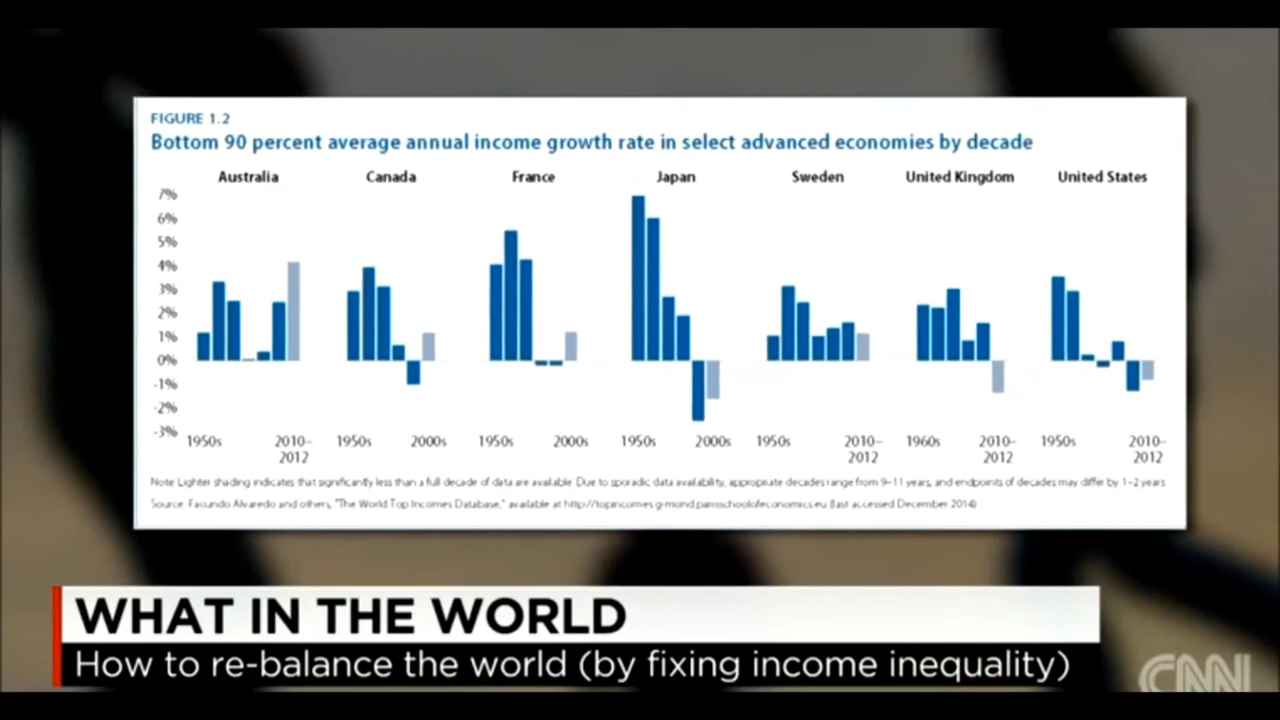 FIGURE 1.2
Bottom 90 percent average annual income growth rate in select advanced economies by decade
Australia Canada France Japan Sweden United Kingdom United States
7%
6%
5%
4%
3%
2%
1%
0%
-1%
-2%
-3%
1950s 2010–2012 1950s 2000s 1950s 2000s 1950s 2000s 1950s 2010–2012 1960s 2010–2012 1950s 2010–2012
Note Lighter shading indicates that significantly less than a full decade of data are available Due to sporadic data availability, appropriate decades range from 9–11 years, and endpoints of decades may differ by 1–2 years
Source Facundo Alvaredo and others, "The World Top Incomes Database," available at http://topincomes.g-mond.parisschoolofeconomics.eu (last accessed December 2014)
WHAT IN THE WORLD
How to re-balance the world (by fixing income inequality)
CNN